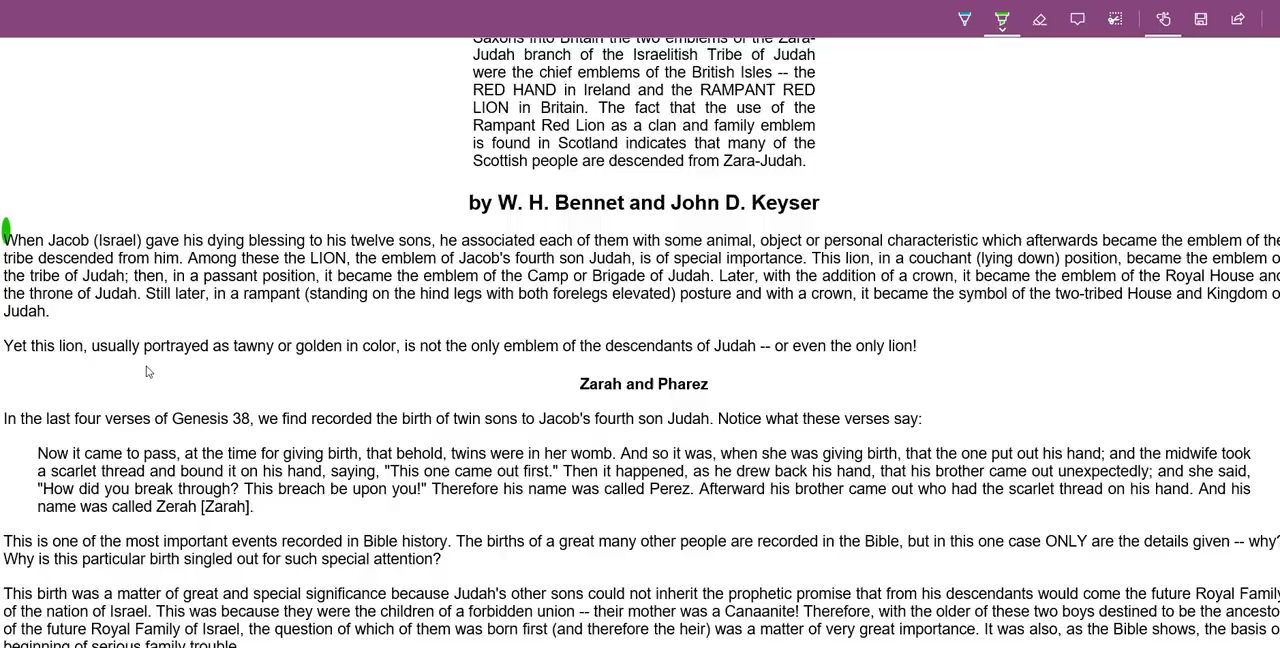 Saxons into Britain the two emblems of the Zara-
Judah branch of the Israelitish Tribe of Judah
were the chief emblems of the British Isles -- the
RED HAND in Ireland and the RAMPANT RED
LION in Britain. The fact that the use of the
Rampant Red Lion as a clan and family emblem
is found in Scotland indicates that many of the
Scottish people are descended from Zara-Judah.
by W. H. Bennet and John D. Keyser
When Jacob (Israel) gave his dying blessing to his twelve sons, he associated each of them with some animal, object or personal characteristic which afterwards became the emblem of the
tribe descended from him. Among these the LION, the emblem of Jacob's fourth son Judah, is of special importance. This lion, in a couchant (lying down) position, became the emblem o
the tribe of Judah; then, in a passant position, it became the emblem of the Camp or Brigade of Judah. Later, with the addition of a crown, it became the emblem of the Royal House and
the throne of Judah. Still later, in a rampant (standing on the hind legs with both forelegs elevated) posture and with a crown, it became the symbol of the two-tribed House and Kingdom o
Judah.
Yet this lion, usually portrayed as tawny or golden in color, is not the only emblem of the descendants of Judah -- or even the only lion!
Zarah and Pharez
In the last four verses of Genesis 38, we find recorded the birth of twin sons to Jacob's fourth son Judah. Notice what these verses say:
Now it came to pass, at the time for giving birth, that behold, twins were in her womb. And so it was, when she was giving birth, that the one put out his hand; and the midwife took
a scarlet thread and bound it on his hand, saying, "This one came out first." Then it happened, as he drew back his hand, that his brother came out unexpectedly; and she said,
"How did you break through? This breach be upon you!" Therefore his name was called Perez. Afterward his brother came out who had the scarlet thread on his hand. And his
name was called Zerah [Zarah].
This is one of the most important events recorded in Bible history. The births of a great many other people are recorded in the Bible, but in this one case ONLY are the details given -- why?
Why is this particular birth singled out for such special attention?
This birth was a matter of great and special significance because Judah's other sons could not inherit the prophetic promise that from his descendants would come the future Royal Family
of the nation of Israel. This was because they were the children of a forbidden union -- their mother was a Canaanite! Therefore, with the older of these two boys destined to be the ancesto
of the future Royal Family of Israel, the question of which of them was born first (and therefore the heir) was a matter of very great importance. It was also, as the Bible shows, the basis o
beginning of serious family trouble.